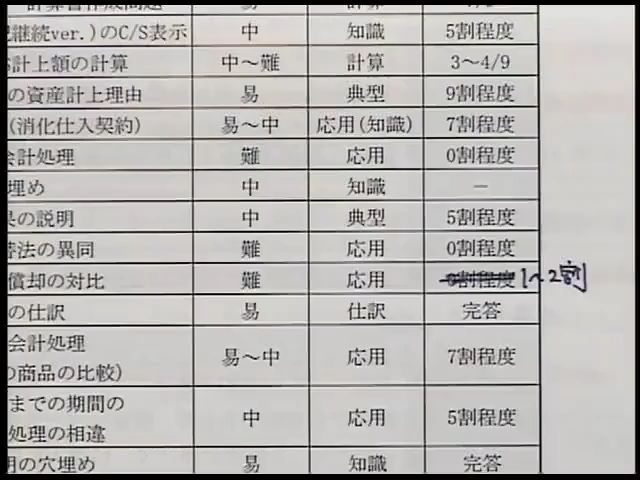 計算書作成問題 易
継続ver.)のC/S表示 中 知識 5割程度
計上額の計算 中～難 計算 3～4/9
の資産計上理由 易 典型 9割程度
(消化仕入契約) 易～中 応用(知識) 7割程度
会計処理 難 応用 0割程度
埋め 中 知識 －
果の説明 中 典型 5割程度
法の異同 難 応用 0割程度
償却の対比 難 応用 0割程度 1～2割
の仕訳 易 仕訳 完答
会計処理
の商品の比較) 易～中 応用 7割程度
までの期間の
処理の相違 中 応用 5割程度
の穴埋め 易 知識 完答